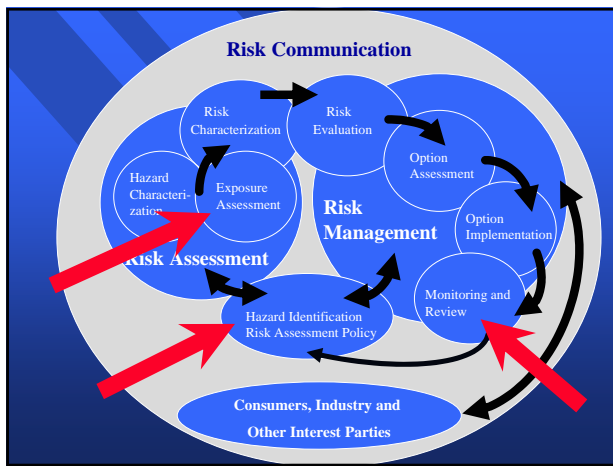 Risk Communication
Risk
Characterization
Risk
Evaluation
Option
Assessment
Hazard
Characteri-
zation
Exposure
Assessment
Risk
Management
Option
Implementation
Risk Assessment
Monitoring and
Review
Hazard Identification
Risk Assessment Policy
Consumers, Industry and
Other Interest Parties